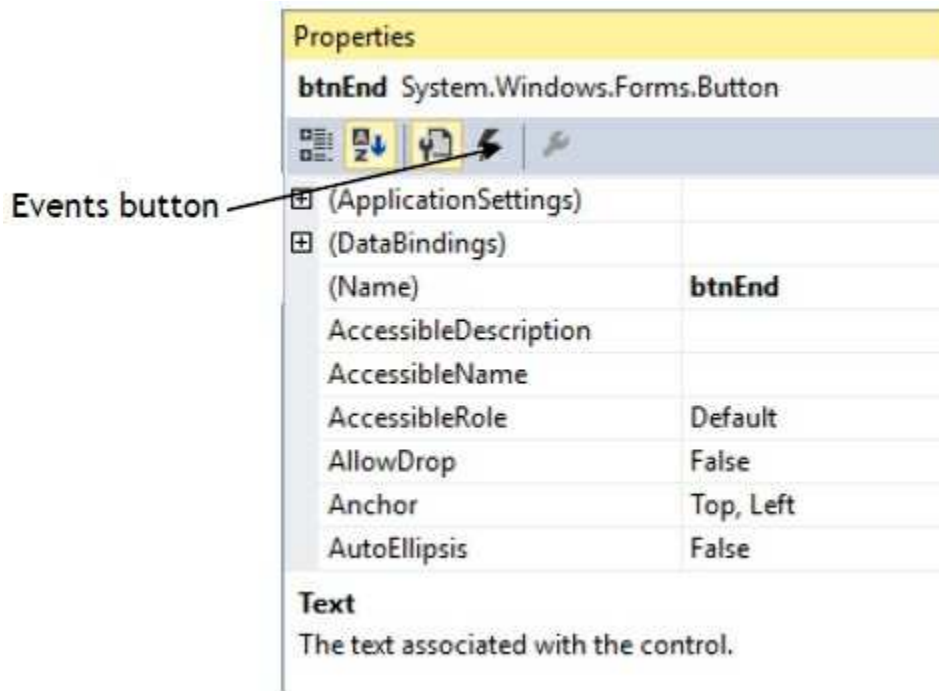 Properties
btnEnd System.Windows.Forms.Button
Events button
(ApplicationSettings)
(DataBindings)
(Name) btnEnd
AccessibleDescription
AccessibleName
AccessibleRole Default
AllowDrop False
Anchor Top, Left
AutoEllipsis False
Text
The text associated with the control.